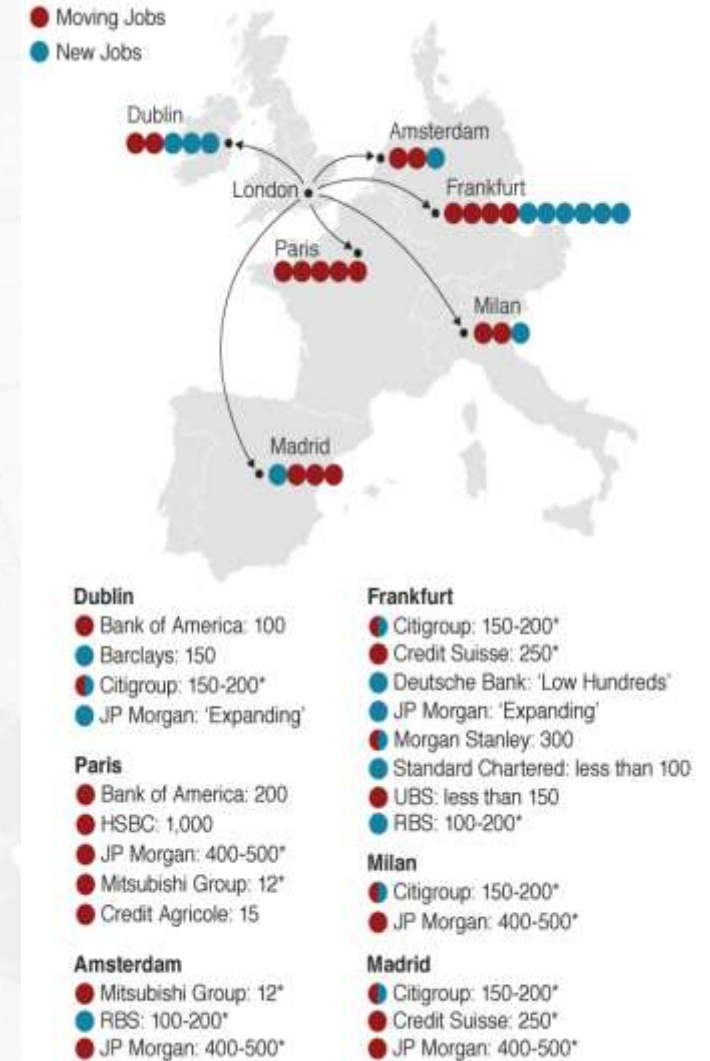 Moving Jobs
New Jobs
Dublin
Amsterdam
London
Frankfurt
Paris
Milan
Madrid
Dublin
Bank of America: 100
Barclays: 150
Citigroup: 150-200*
JP Morgan: ‘Expanding’
Paris
Bank of America: 200
HSBC: 1,000
JP Morgan: 400-500*
Mitsubishi Group: 12*
Credit Agricole: 15
Amsterdam
Mitsubishi Group: 12*
RBS: 100-200*
JP Morgan: 400-500*
Frankfurt
Citigroup: 150-200*
Credit Suisse: 250*
Deutsche Bank: ‘Low Hundreds’
JP Morgan: ‘Expanding’
Morgan Stanley: 300
Standard Chartered: less than 100
UBS: less than 150
RBS: 100-200*
Milan
Citigroup: 150-200*
JP Morgan: 400-500*
Madrid
Citigroup: 150-200*
Credit Suisse: 250*
JP Morgan: 400-500*